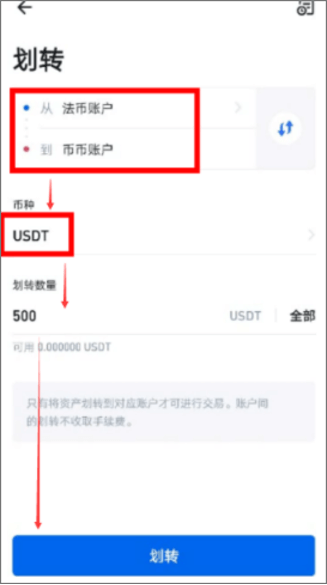 划转
从 法币账户
到 币币账户
币种
USDT
划转数量
500 USDT 全部
可用 0.000000 USDT
只有将资产划转到对应账户才可进行交易。账户间
的划转不收取手续费。
划转